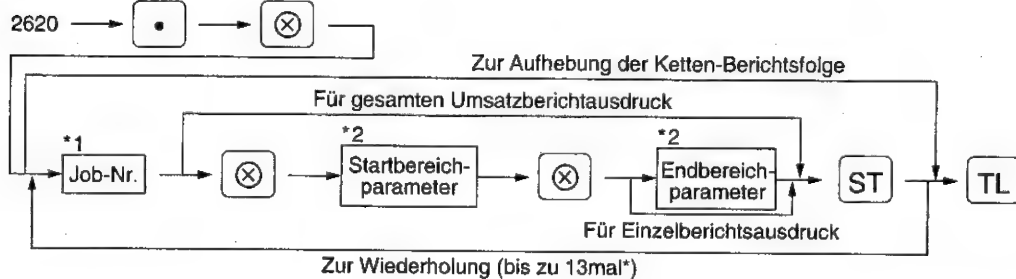 2620 • ⊗
Zur Aufhebung der Ketten-Berichtsfolge
Für gesamten Umsatzberichtausdruck
*1 *2 *2
Job-Nr. ⊗ Startbereich- ⊗ Endbereich- ST TL
parameter parameter
Für Einzelberichtsausdruck
Zur Wiederholung (bis zu 13mal*)